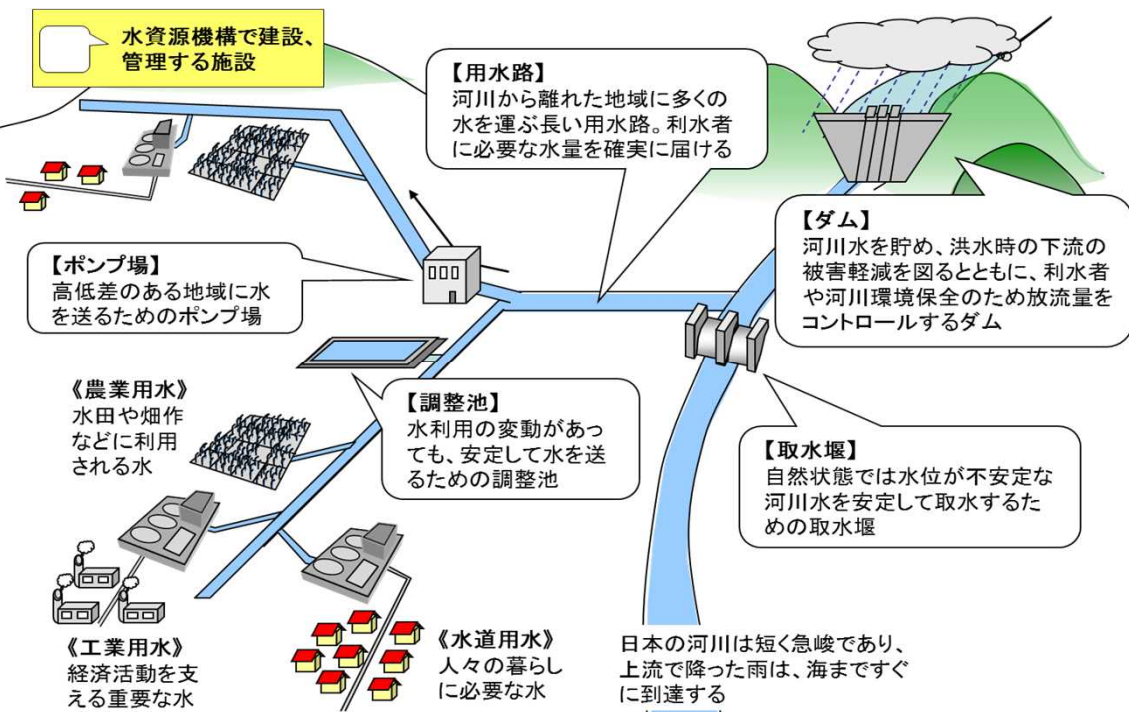 水資源機構で建設、
管理する施設
【用水路】
河川から離れた地域に多くの
水を運ぶ長い用水路。利水者
に必要な水量を確実に届ける
【ダム】
河川水を貯め、洪水時の下流の
被害軽減を図るとともに、利水者
や河川環境保全のため放流量を
コントロールするダム
【ポンプ場】
高低差のある地域に水
を送るためのポンプ場
【調整池】
水利用の変動があっ
ても、安定して水を送
るための調整池
【取水堰】
自然状態では水位が不安定な
河川水を安定して取水するた
めの取水堰
《農業用水》
水田や畑作
などに利用
される水
《工業用水》
経済活動を支
える重要な水
《水道用水》
人々の暮らし
に必要な水
日本の河川は短く急峻であり、
上流で降った雨は、海まですぐ
に到達する